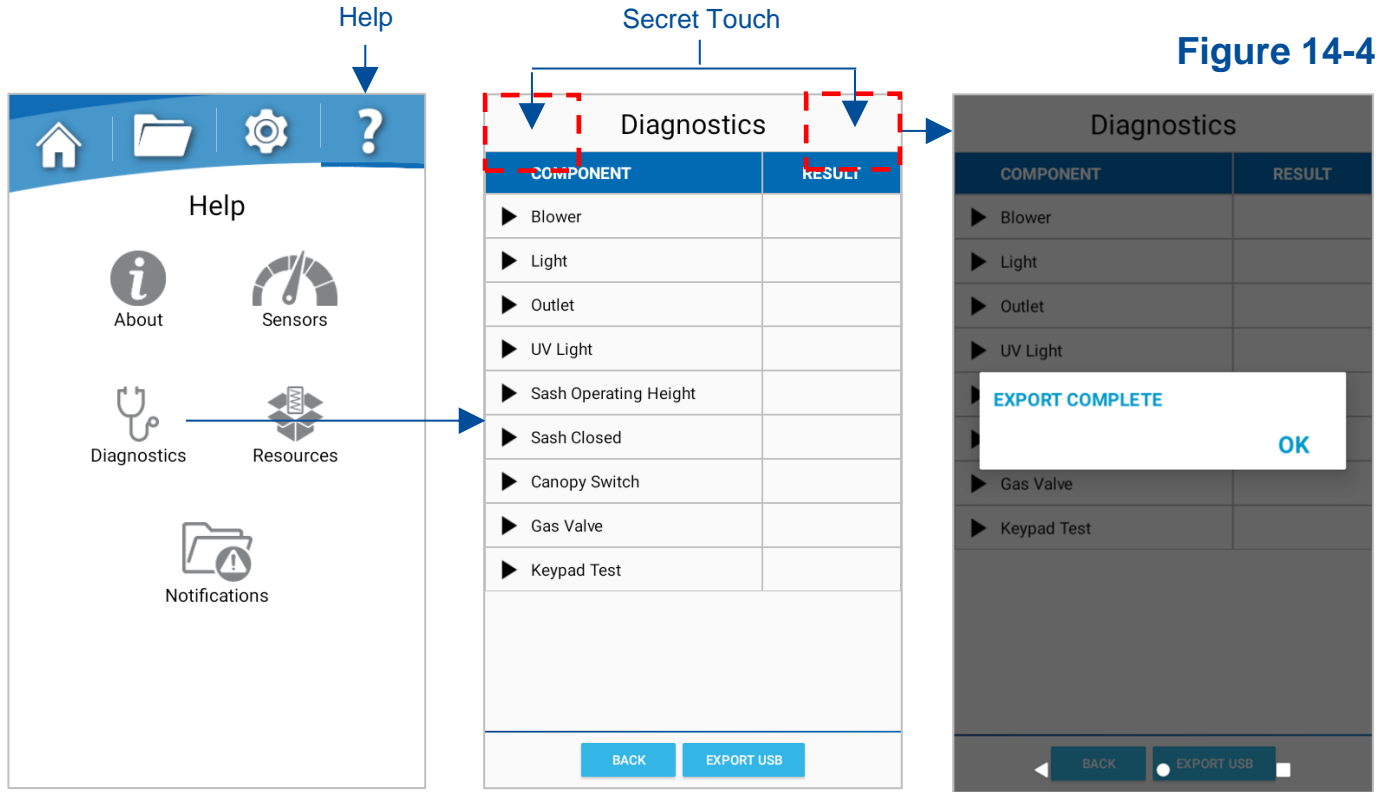 Help
Secret Touch
Figure 14-4
Help
About
Sensors
Diagnostics
Resources
Notifications
Diagnostics
COMPONENT RESULT
Blower
Light
Outlet
UV Light
Sash Operating Height
Sash Closed
Canopy Switch
Gas Valve
Keypad Test
BACK EXPORT USB
Diagnostics
COMPONENT RESULT
Blower
Light
Outlet
UV Light
EXPORT COMPLETE
OK
Gas Valve
Keypad Test
BACK EXPORT USB